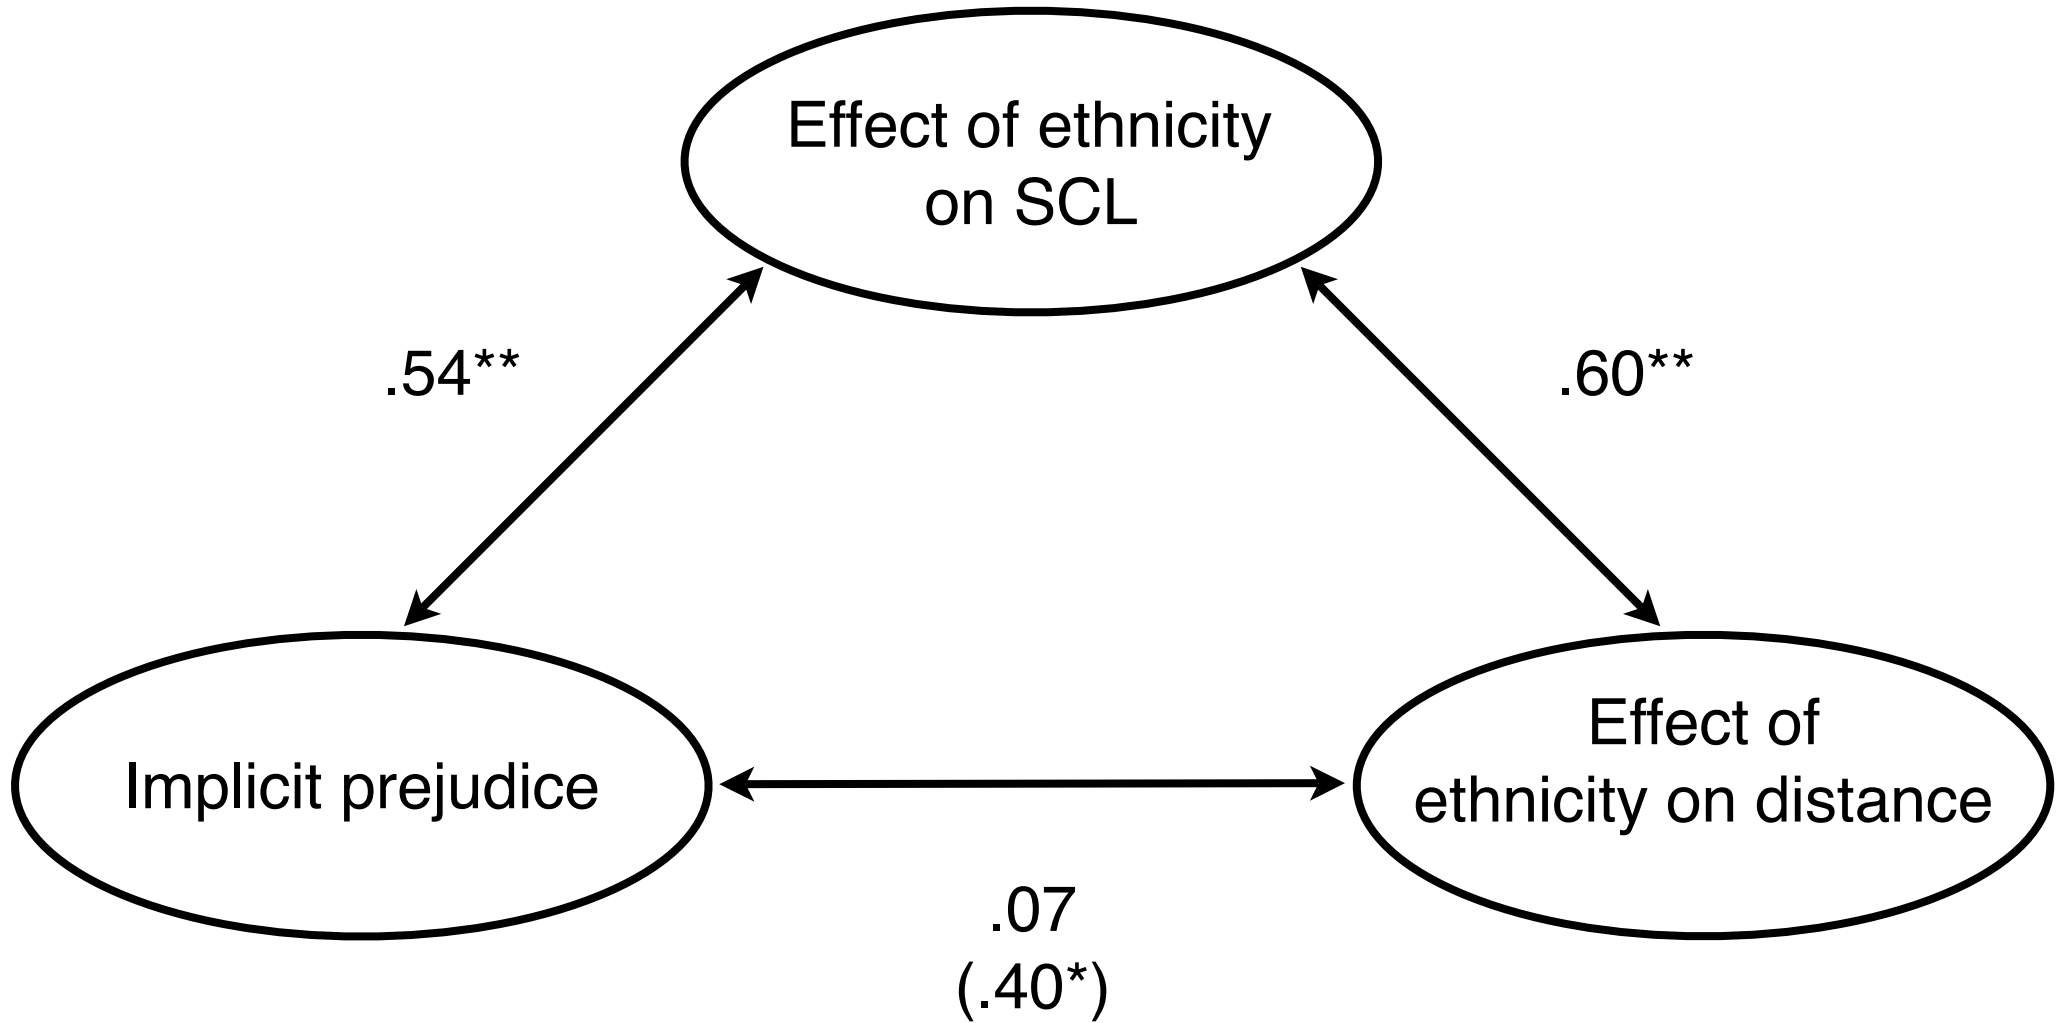 Effect of ethnicity
on SCL
.54**
.60**
Implicit prejudice
Effect of
ethnicity on distance
.07
(.40*)